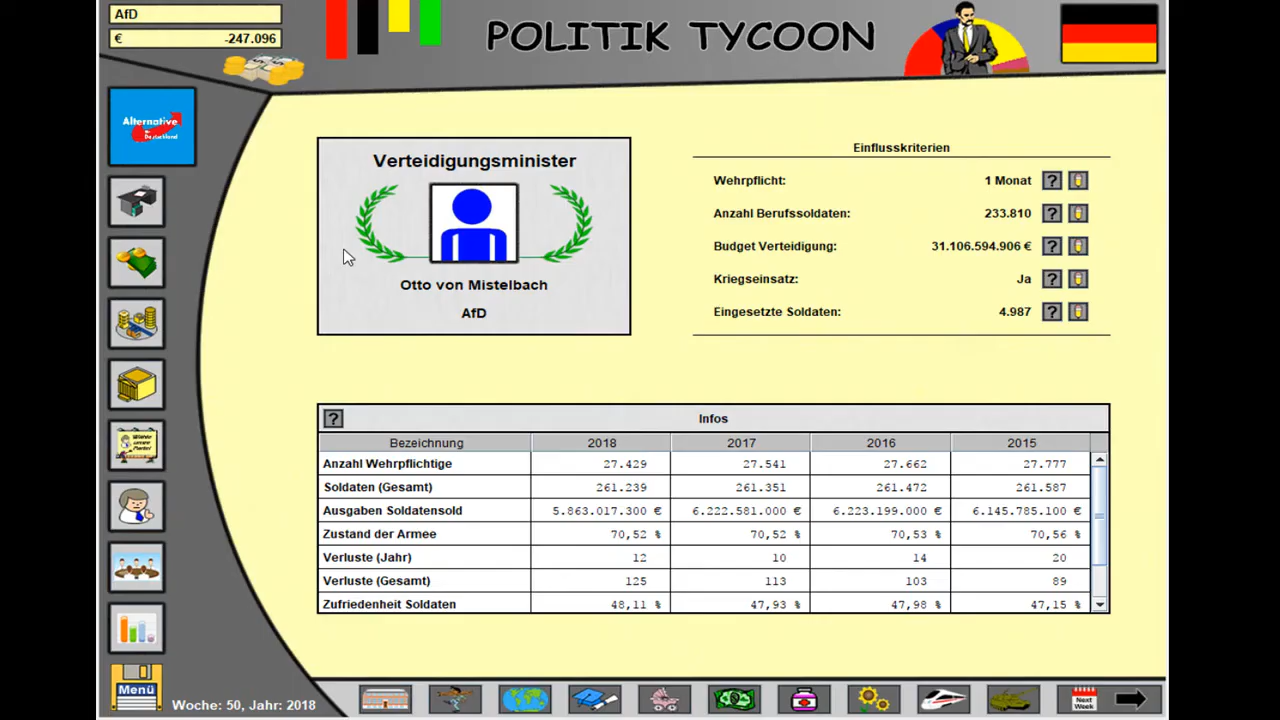 AfD
€ -247.096
POLITIK TYCOON
Alternative
Deutschland
Verteidigungsminister
Otto von Mistelbach
AfD
Einflusskriterien
Wehrpflicht: 1 Monat ?
Anzahl Berufssoldaten: 233.810 ?
Budget Verteidigung: 31.106.594.906 € ?
Kriegseinsatz: Ja ?
Eingesetzte Soldaten: 4.987 ?
? Infos
Bezeichnung 2018 2017 2016 2015
Anzahl Wehrpflichtige 27.429 27.541 27.662 27.777
Soldaten (Gesamt) 261.239 261.351 261.472 261.587
Ausgaben Soldatensold 5.863.017.300 € 6.222.581.000 € 6.223.199.000 € 6.145.785.100 €
Zustand der Armee 70,52 % 70,52 % 70,53 % 70,56 %
Verluste (Jahr) 12 10 14 20
Verluste (Gesamt) 125 113 103 89
Zufriedenheit Soldaten 48,11 % 47,93 % 47,98 % 47,15 %
Menü
Woche: 50, Jahr: 2018
Next
Week